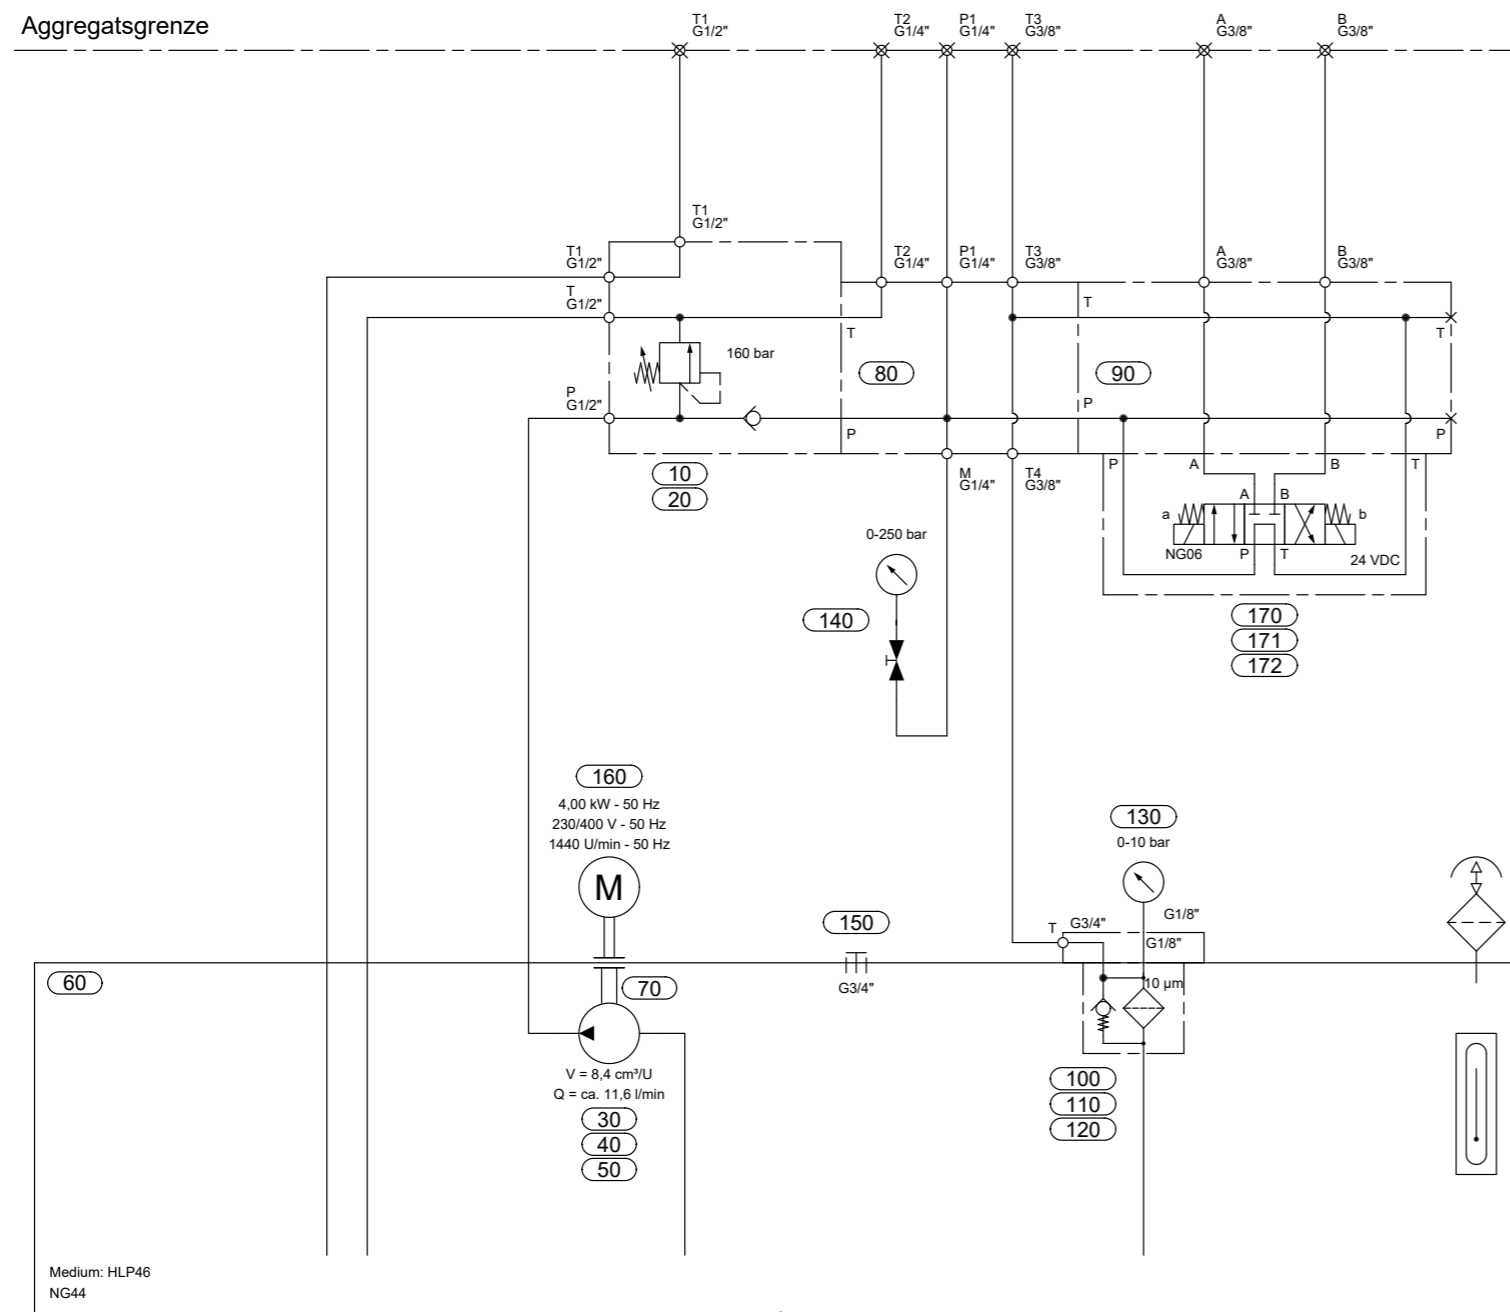 Aggregatsgrenze
T1
G1/2"
T2
G1/4"
P1
G1/4"
T3
G3/8"
A
G3/8"
B
G3/8"
T1
G1/2"
T1
G1/2"
T2
G1/4"
P1
G1/4"
T3
G3/8"
A
G3/8"
B
G3/8"
T
G1/2"
T
T
T
160 bar
80
90
P
G1/2"
P
P
P
10
20
M
G1/4"
T4
G3/8"
P
A
B
T
A
B
a
b
NG06
P
T
24 VDC
0-250 bar
140
170
171
172
160
4,00 kW - 50 Hz
230/400 V - 50 Hz
1440 U/min - 50 Hz
M
130
0-10 bar
150
G3/4"
T
G3/4"
G1/8"
G1/8"
10 µm
60
70
V = 8,4 cm³/U
Q = ca. 11,6 l/min
30
40
50
100
110
120
Medium: HLP46
NG44